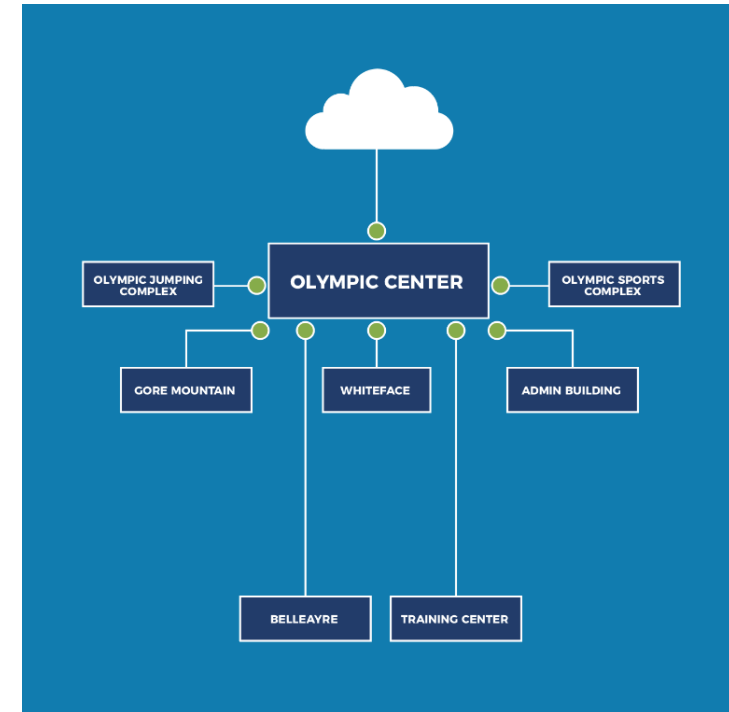 OLYMPIC CENTER
OLYMPIC JUMPING
COMPLEX
OLYMPIC SPORTS
COMPLEX
GORE MOUNTAIN
WHITEFACE
ADMIN BUILDING
BELLEAYRE
TRAINING CENTER